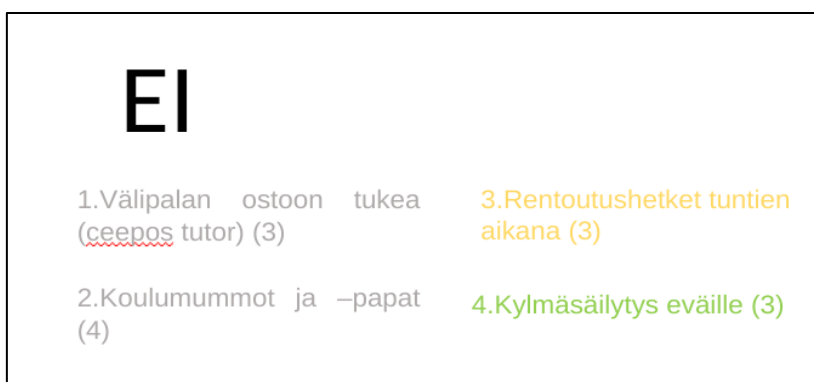 EI
1.Välipalan ostoon tukea
(ceepos tutor) (3)
2.Koulumummot ja –papat
(4)
3.Rentoutushetket tuntien
aikana (3)
4.Kylmäsäilytys eväille (3)